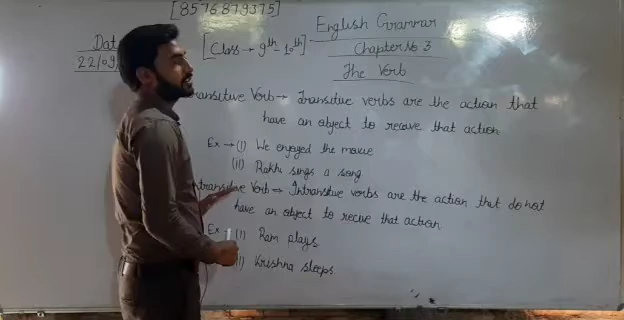 [8576879375]
English Grammar
[Class → 9th - 10th]
Chapter No 3
Date
22/09/
The Verb
ransitive Verb → Transitive verbs are the action that
have an object to receive that action
Ex → (i) We enjoyed the movie
(ii) Rakhi sings a song
ntransitive Verb ⇒ Intransitive verbs are the action that do not
have an object to recive that action
Ex → (i) Ram plays
(ii) Krishna sleeps